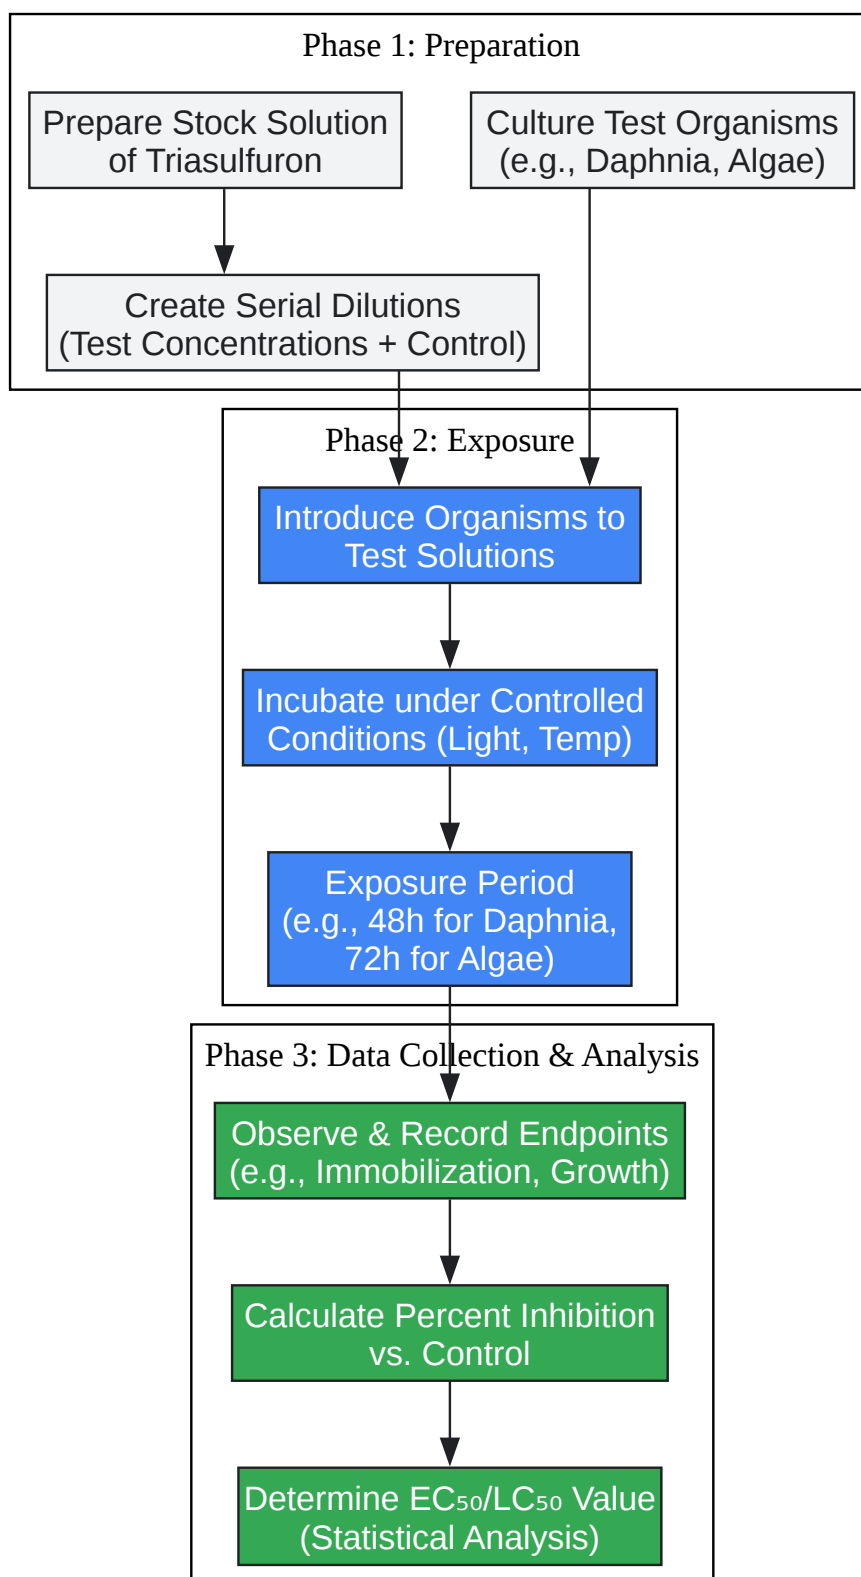 Phase 1: Preparation
Prepare Stock Solution
of Triasulfuron
Culture Test Organisms
(e.g., Daphnia, Algae)
Create Serial Dilutions
(Test Concentrations + Control)
Phase 2: Exposure
Introduce Organisms to
Test Solutions
Incubate under Controlled
Conditions (Light, Temp)
Exposure Period
(e.g., 48h for Daphnia,
72h for Algae)
Phase 3: Data Collection & Analysis
Observe & Record Endpoints
(e.g., Immobilization, Growth)
Calculate Percent Inhibition
vs. Control
Determine EC₅₀/LC₅₀ Value
(Statistical Analysis)